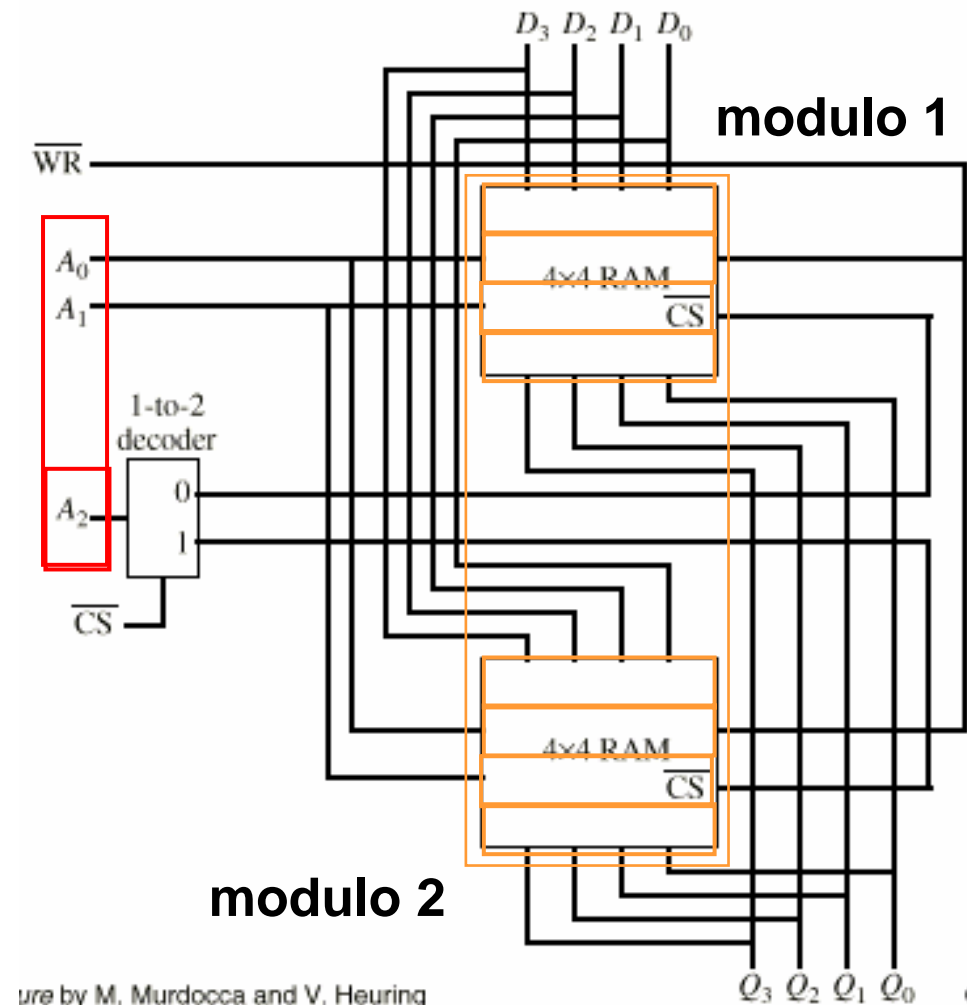 D3 D2 D1 D0
modulo 1
WR
A0
4×4 RAM
A1
CS
1-to-2
decoder
0
A2
1
CS
4×4 RAM
CS
modulo 2
Q3 Q2 Q1 Q0
ure by M. Murdocca and V. Heuring